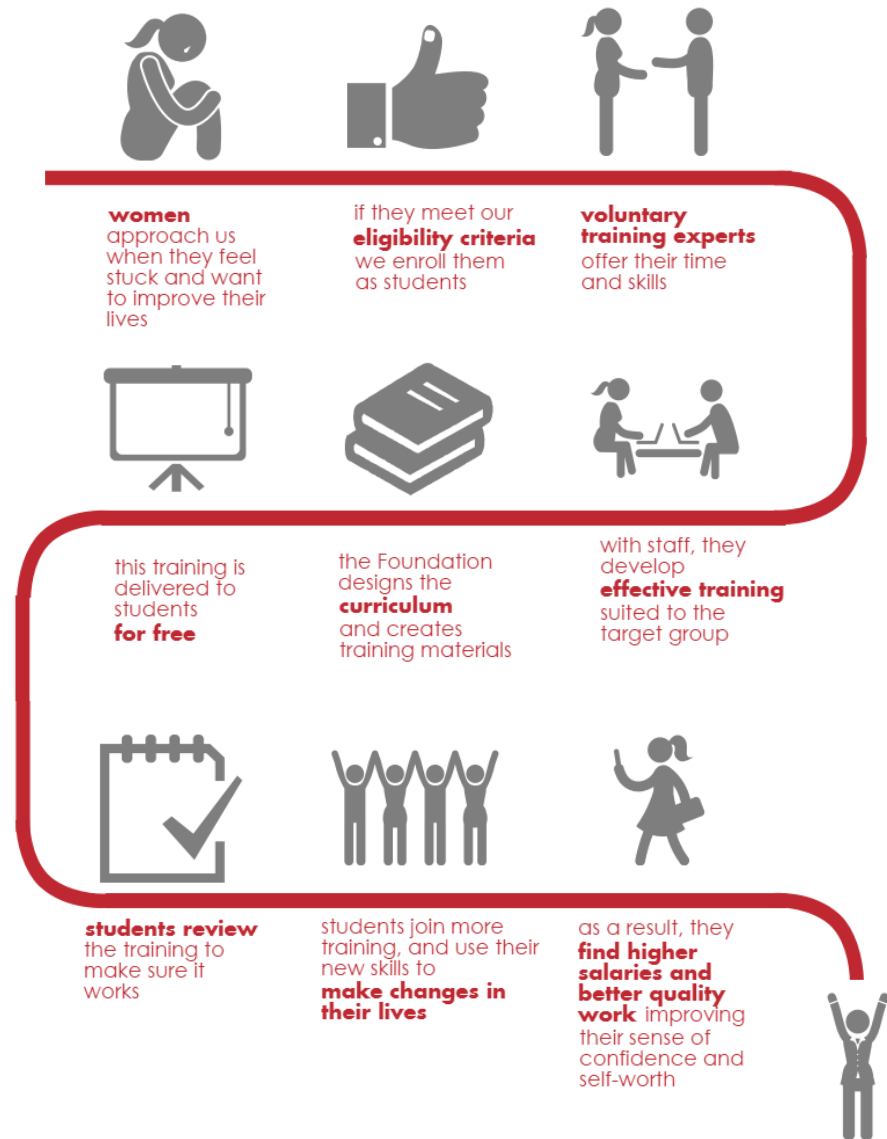 women
approach us
when they feel
stuck and want
to improve their
lives
if they meet our
eligibility criteria
we enroll them
as students
voluntary
training experts
offer their time
and skills
with staff, they
develop
effective training
suited to the
target group
the Foundation
designs the
curriculum
and creates
training materials
this training is
delivered to
students
for free
students review
the training to
make sure it
works
students join more
training, and use their
new skills to
make changes in
their lives
as a result, they
find higher
salaries and
better quality
work improving
their sense of
confidence and
self-worth